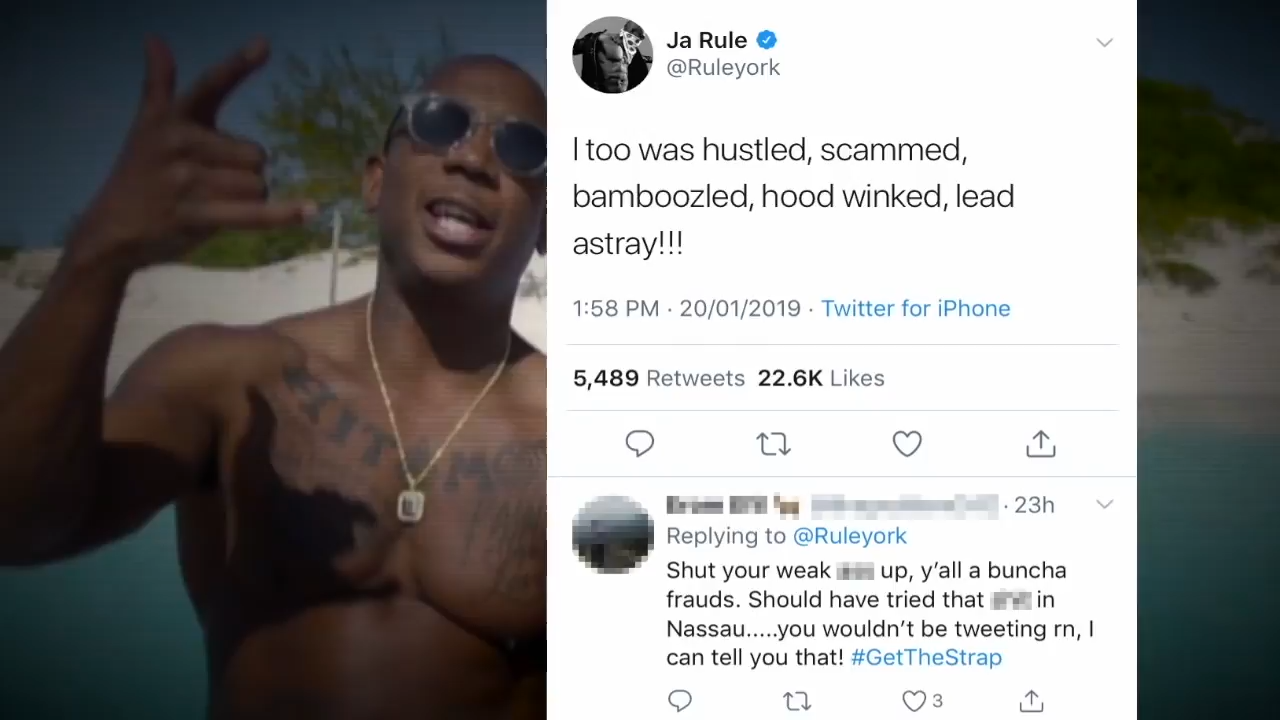 Ja Rule
@Ruleyork
I too was hustled, scammed,
bamboozled, hood winked, lead
astray!!!
1:58 PM · 20/01/2019 · Twitter for iPhone
5,489 Retweets 22.6K Likes
· 23h
Replying to @Ruleyork
Shut your weak up, y’all a buncha
frauds. Should have tried that in
Nassau.....you wouldn’t be tweeting rn, I
can tell you that! #GetTheStrap
3